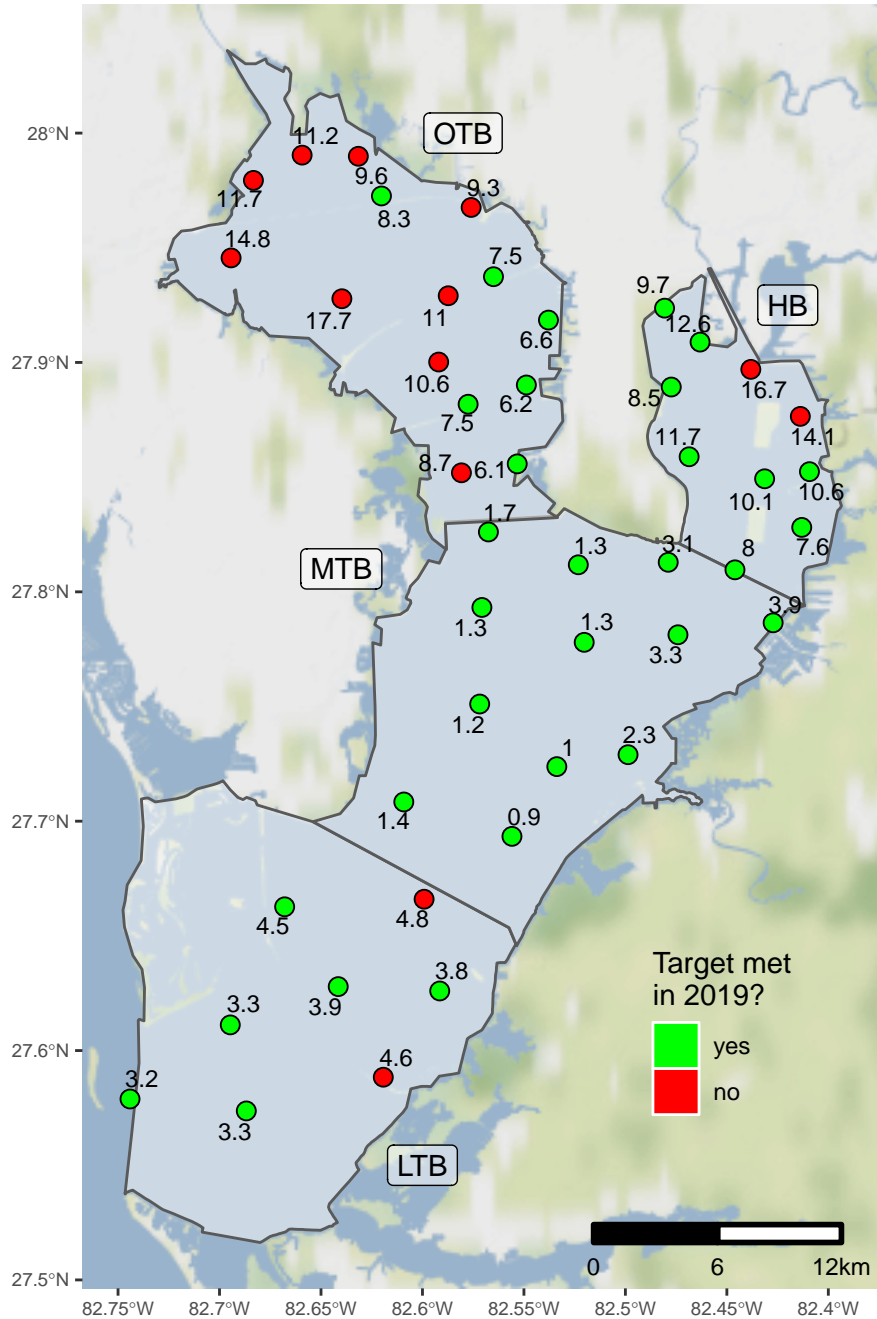 28°N
27.9°N
27.8°N
27.7°N
27.6°N
27.5°N
OTB
11.2
9.6
9.3
11.7
8.3
14.8
7.5
17.7
11
6.6
10.6
6.2
7.5
8.7
6.1
HB
9.7
12.6
16.7
8.5
14.1
11.7
10.1
10.6
7.6
8
MTB
1.7
1.3
3.1
3.9
1.3
1.3
3.3
1.2
1
2.3
1.4
0.9
4.5
4.8
3.9
3.8
3.3
4.6
3.2
3.3
LTB
Target met
in 2019?
yes
no
0 6 12km
82.75°W 82.7°W 82.65°W 82.6°W 82.55°W 82.5°W 82.45°W 82.4°W